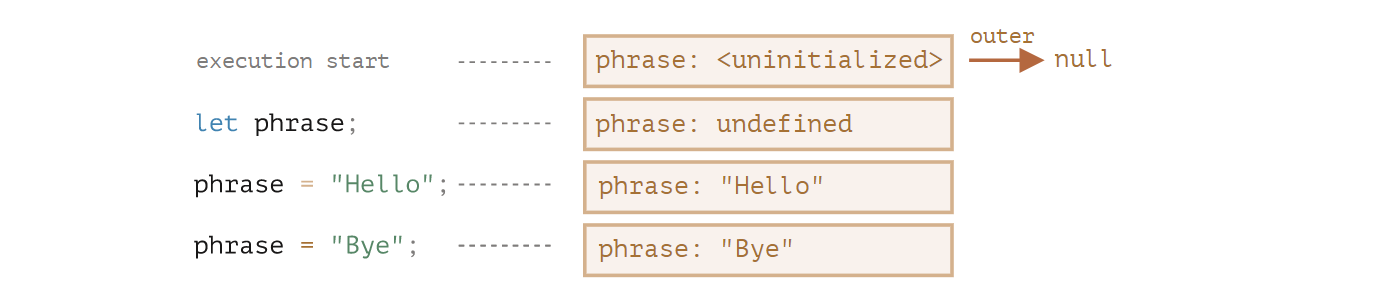 outer
execution start --------- phrase: <uninitialized> null
let phrase; --------- phrase: undefined
phrase = "Hello"; --------- phrase: "Hello"
phrase = "Bye"; --------- phrase: "Bye"